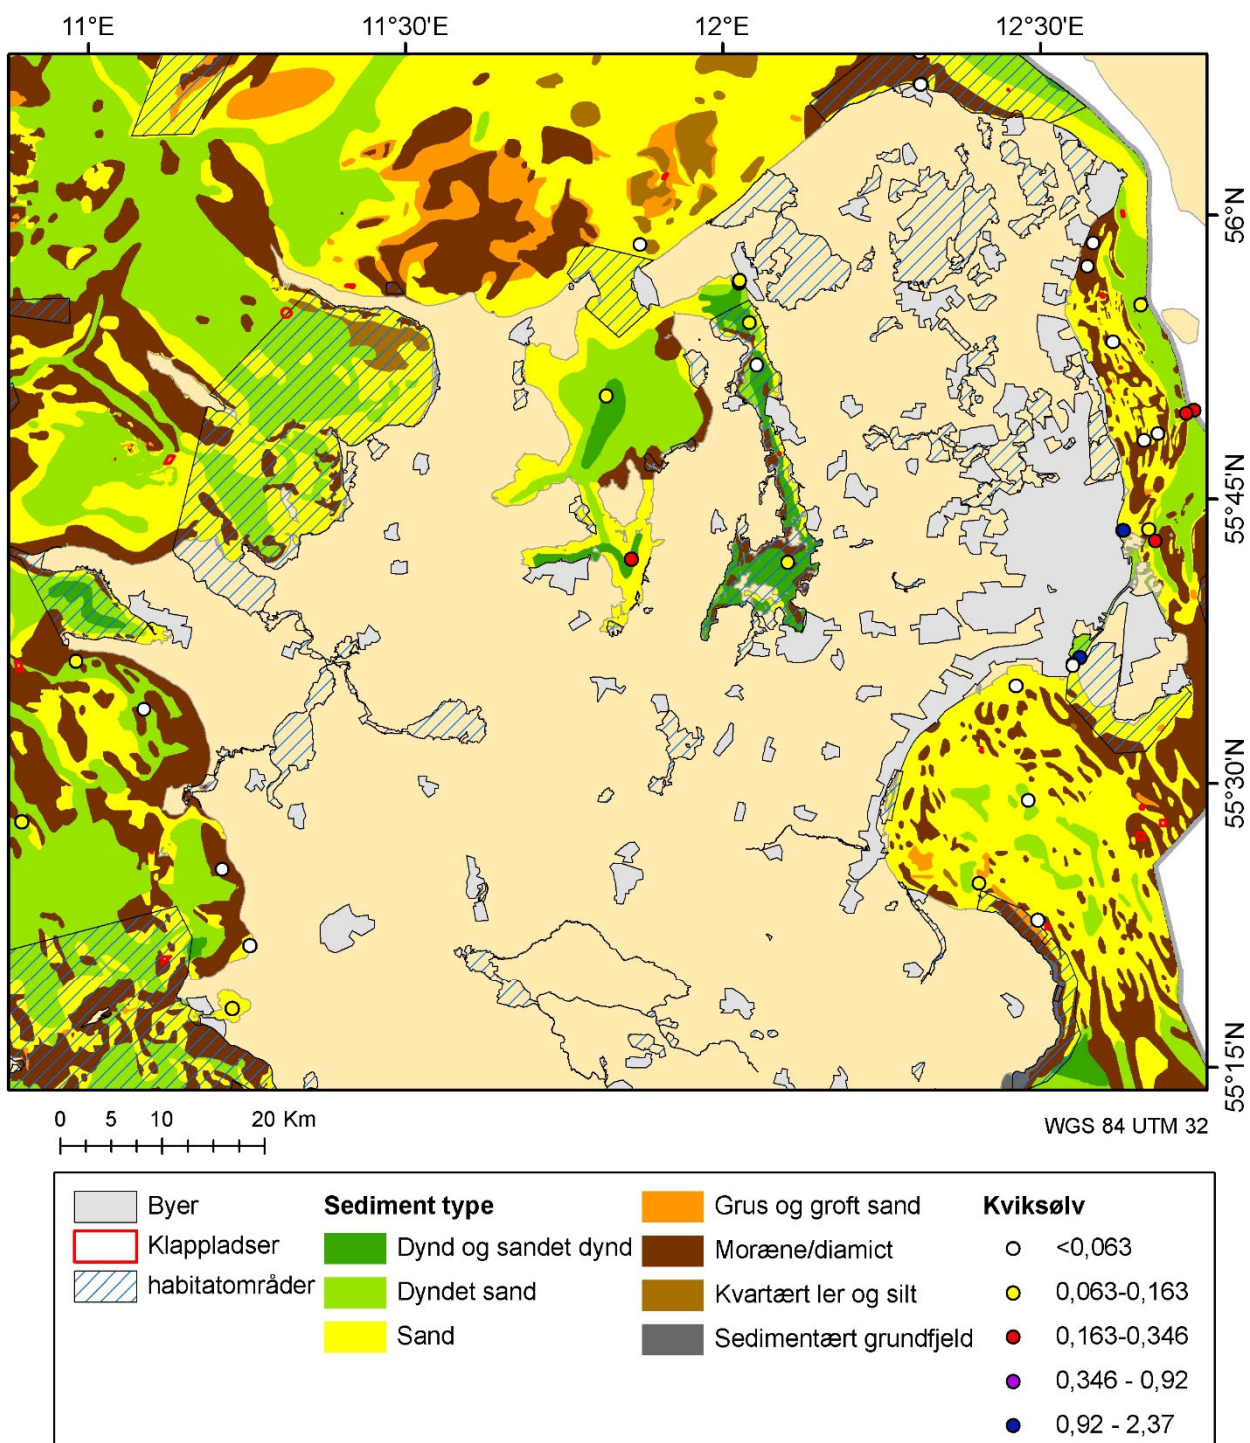 11°E 11°30'E 12°E 12°30'E
56°N
55°45'N
55°30'N
55°15'N
0 5 10 20 Km
WGS 84 UTM 32
Byer
Klappladser
habitatområder
Sediment type
Dynd og sandet dynd
Dyndet sand
Sand
Grus og groft sand
Moræne/diamict
Kvartært ler og silt
Sedimentært grundfjeld
Kviksølv
<0,063
0,063-0,163
0,163-0,346
0,346 - 0,92
0,92 - 2,37